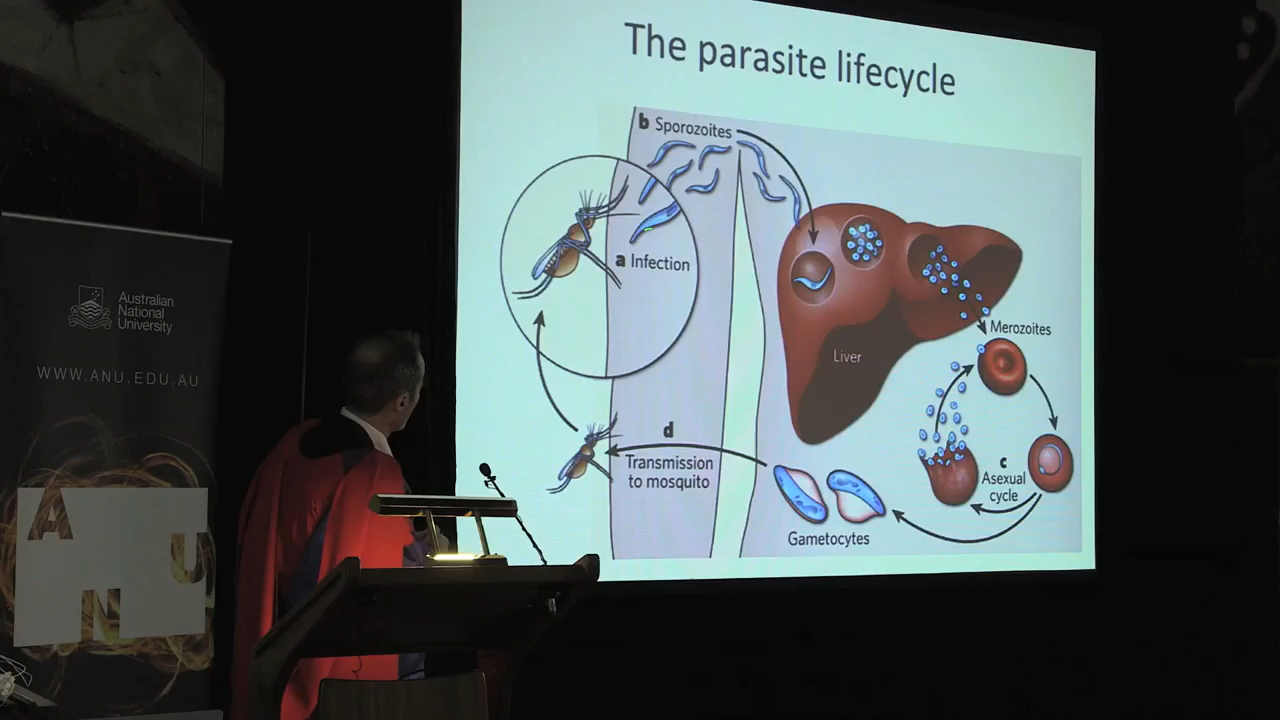 The parasite lifecycle
b Sporozoites
a Infection
Liver
Merozoites
c
Asexual
cycle
d
Transmission
to mosquito
Gametocytes
Australian
National
University
WWW.ANU.EDU.AU
A
N
U